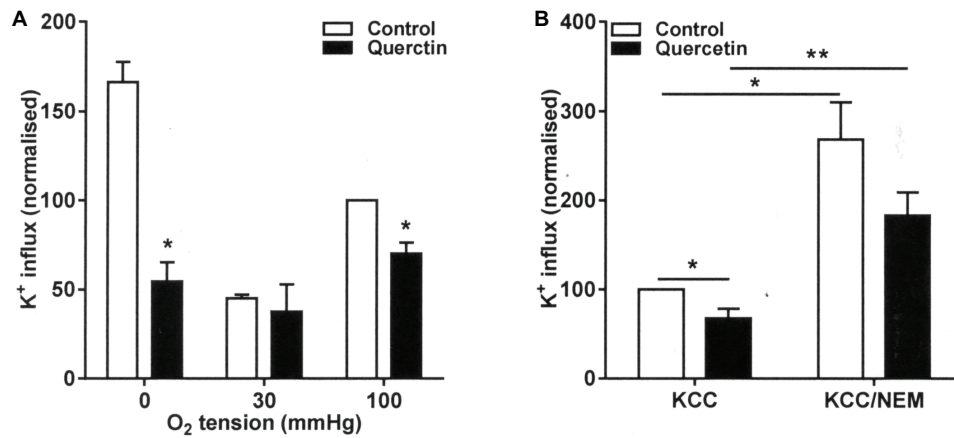 A
200
150
100
50
0
K⁺ influx (normalised)
Control
Querctin
*
*
0 30 100
O₂ tension (mmHg)
B
400
300
200
100
0
K⁺ influx (normalised)
Control
Quercetin
**
*
*
KCC KCC/NEM